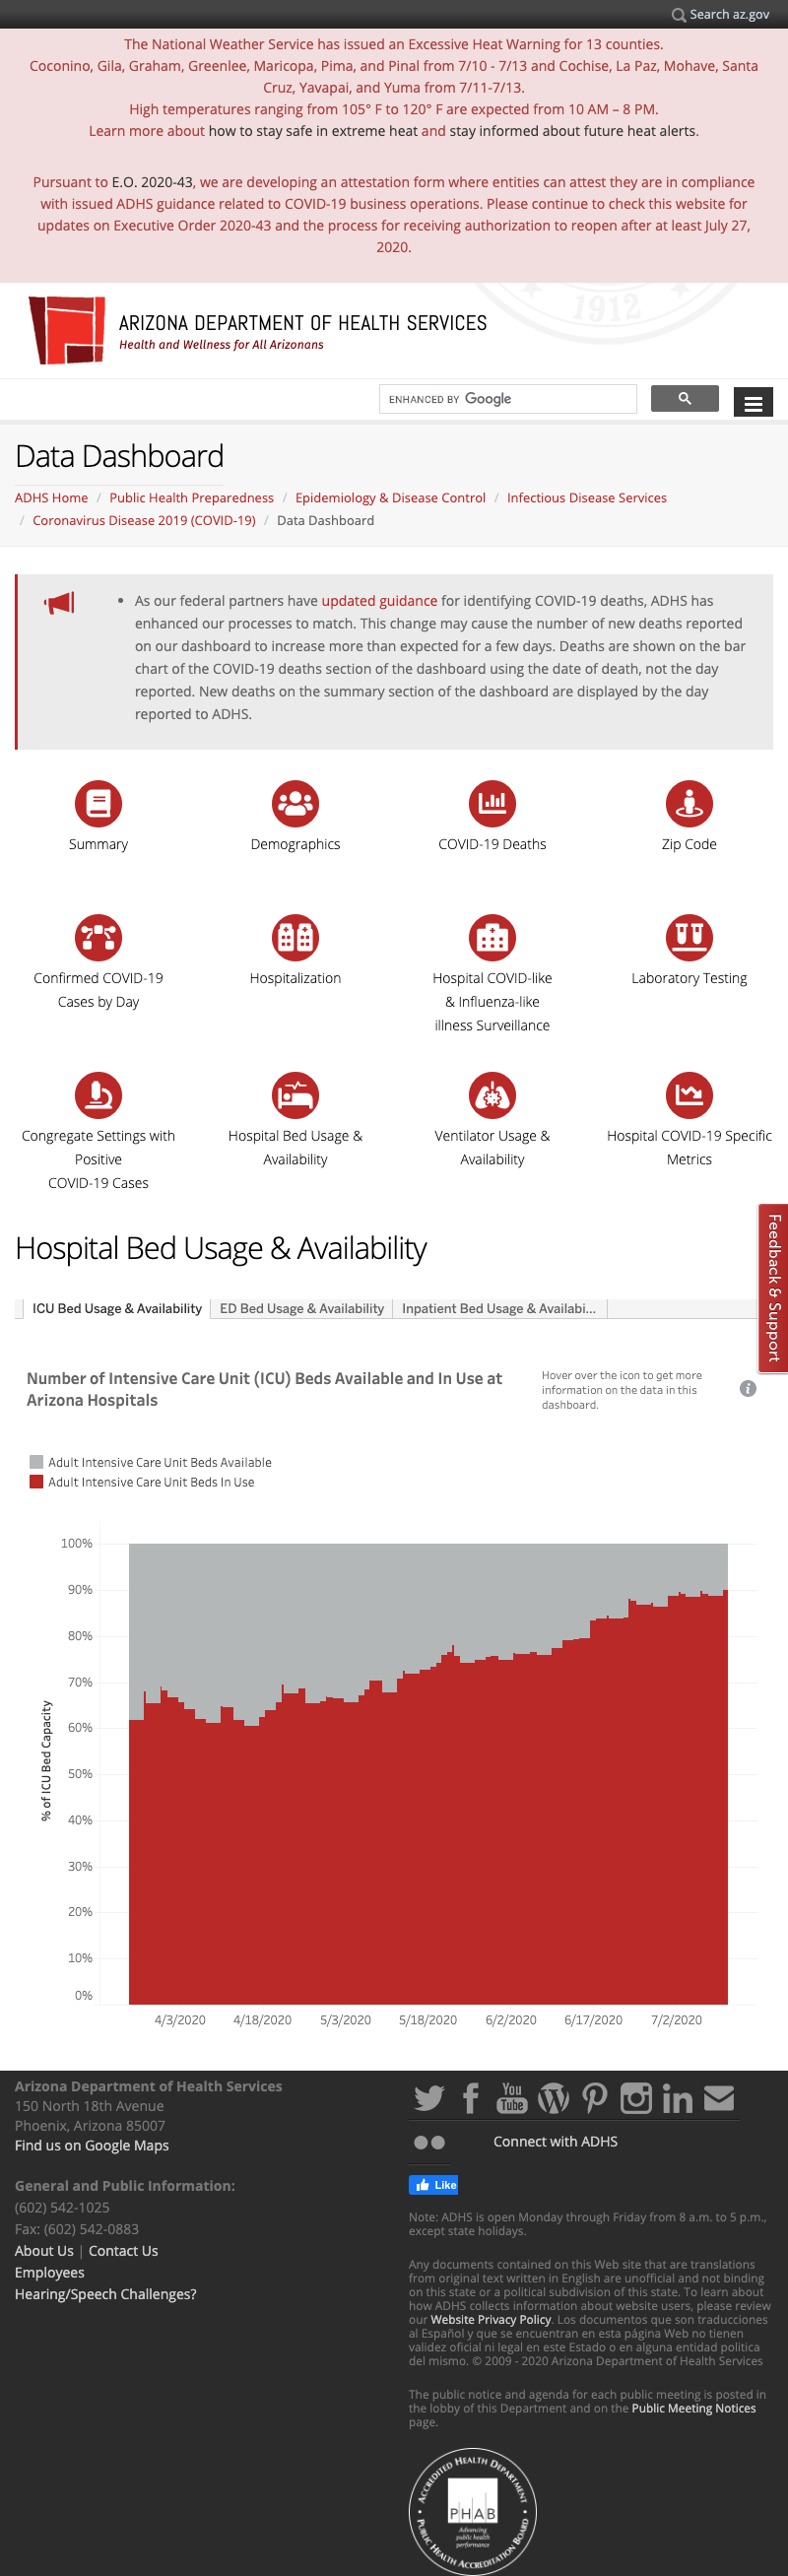 Search az.gov
The National Weather Service has issued an Excessive Heat Warning for 13 counties.
Coconino, Gila, Graham, Greenlee, Maricopa, Pima, and Pinal from 7/10 - 7/13 and Cochise, La Paz, Mohave, Santa
Cruz, Yavapai, and Yuma from 7/11-7/13.
High temperatures ranging from 105° F to 120° F are expected from 10 AM – 8 PM.
Learn more about how to stay safe in extreme heat and stay informed about future heat alerts.
Pursuant to E.O. 2020-43, we are developing an attestation form where entities can attest they are in compliance
with issued ADHS guidance related to COVID-19 business operations. Please continue to check this website for
updates on Executive Order 2020-43 and the process for receiving authorization to reopen after at least July 27,
2020.
1912
ARIZONA DEPARTMENT OF HEALTH SERVICES
Health and Wellness for All Arizonans
ENHANCED BY Google
Data Dashboard
ADHS Home / Public Health Preparedness / Epidemiology & Disease Control / Infectious Disease Services
/ Coronavirus Disease 2019 (COVID-19) / Data Dashboard
• As our federal partners have updated guidance for identifying COVID-19 deaths, ADHS has
enhanced our processes to match. This change may cause the number of new deaths reported
on our dashboard to increase more than expected for a few days. Deaths are shown on the bar
chart of the COVID-19 deaths section of the dashboard using the date of death, not the day
reported. New deaths on the summary section of the dashboard are displayed by the day
reported to ADHS.
Summary
Demographics
COVID-19 Deaths
Zip Code
Confirmed COVID-19
Cases by Day
Hospitalization
Hospital COVID-like
& Influenza-like
illness Surveillance
Laboratory Testing
Congregate Settings with
Positive
COVID-19 Cases
Hospital Bed Usage &
Availability
Ventilator Usage &
Availability
Hospital COVID-19 Specific
Metrics
Feedback & Support
Hospital Bed Usage & Availability
ICU Bed Usage & Availability
ED Bed Usage & Availability
Inpatient Bed Usage & Availabi...
Number of Intensive Care Unit (ICU) Beds Available and In Use at
Arizona Hospitals
Hover over the icon to get more
information on the data in this
dashboard.
Adult Intensive Care Unit Beds Available
Adult Intensive Care Unit Beds In Use
% of ICU Bed Capacity
100%
90%
80%
70%
60%
50%
40%
30%
20%
10%
0%
4/3/2020 4/18/2020 5/3/2020 5/18/2020 6/2/2020 6/17/2020 7/2/2020
Arizona Department of Health Services
150 North 18th Avenue
Phoenix, Arizona 85007
Find us on Google Maps
General and Public Information:
(602) 542-1025
Fax: (602) 542-0883
About Us | Contact Us
Employees
Hearing/Speech Challenges?
You
Tube
Connect with ADHS
Like
Note: ADHS is open Monday through Friday from 8 a.m. to 5 p.m.,
except state holidays.
Any documents contained on this Web site that are translations
from original text written in English are unofficial and not binding
on this state or a political subdivision of this state. To learn about
how ADHS collects information about website users, please review
our Website Privacy Policy. Los documentos que son traducciones
al Español y que se encuentran en esta página Web no tienen
validez oficial ni legal en este Estado o en alguna entidad politica
del mismo. © 2009 - 2020 Arizona Department of Health Services
The public notice and agenda for each public meeting is posted in
the lobby of this Department and on the Public Meeting Notices
page.
ACCREDITED HEALTH DEPARTMENT
PHAB
Advancing
public health
performance
PUBLIC HEALTH ACCREDITATION BOARD